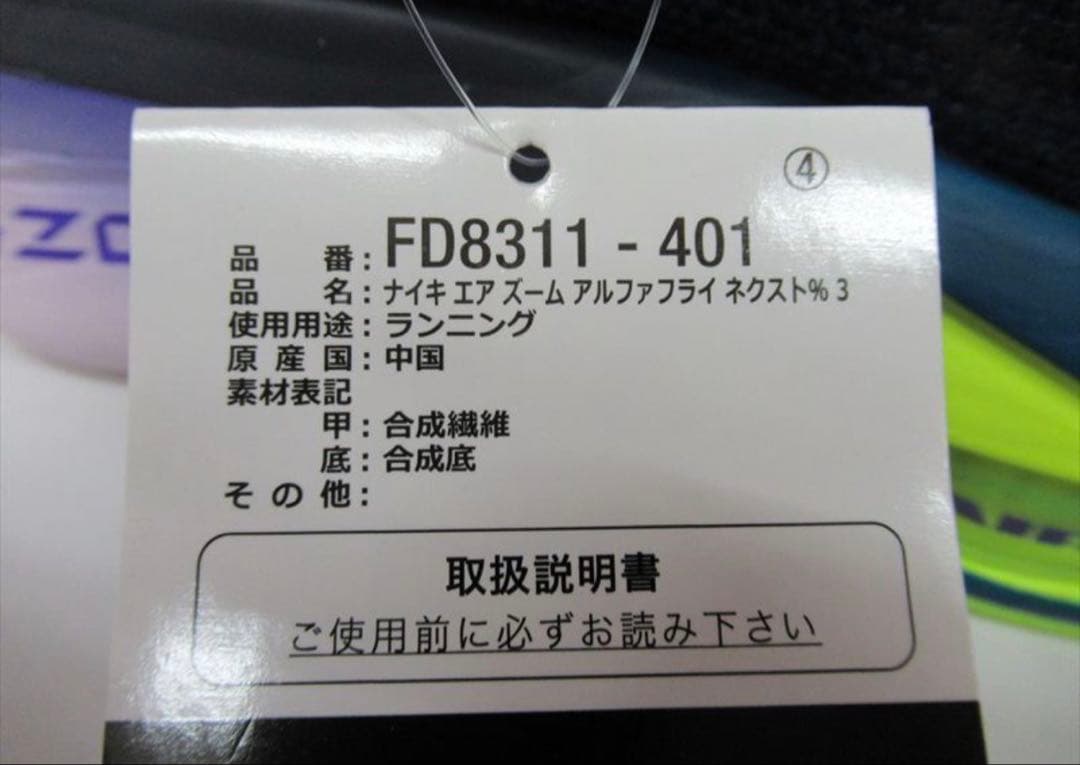 ④
品 番：FD8311 - 401
品 名：ナイキ エア ズーム アルファフライ ネクスト% 3
使用用途：ランニング
原産国：中国
素材表記
甲：合成繊維
底：合成底
その他：
取扱説明書
ご使用前に必ずお読み下さい